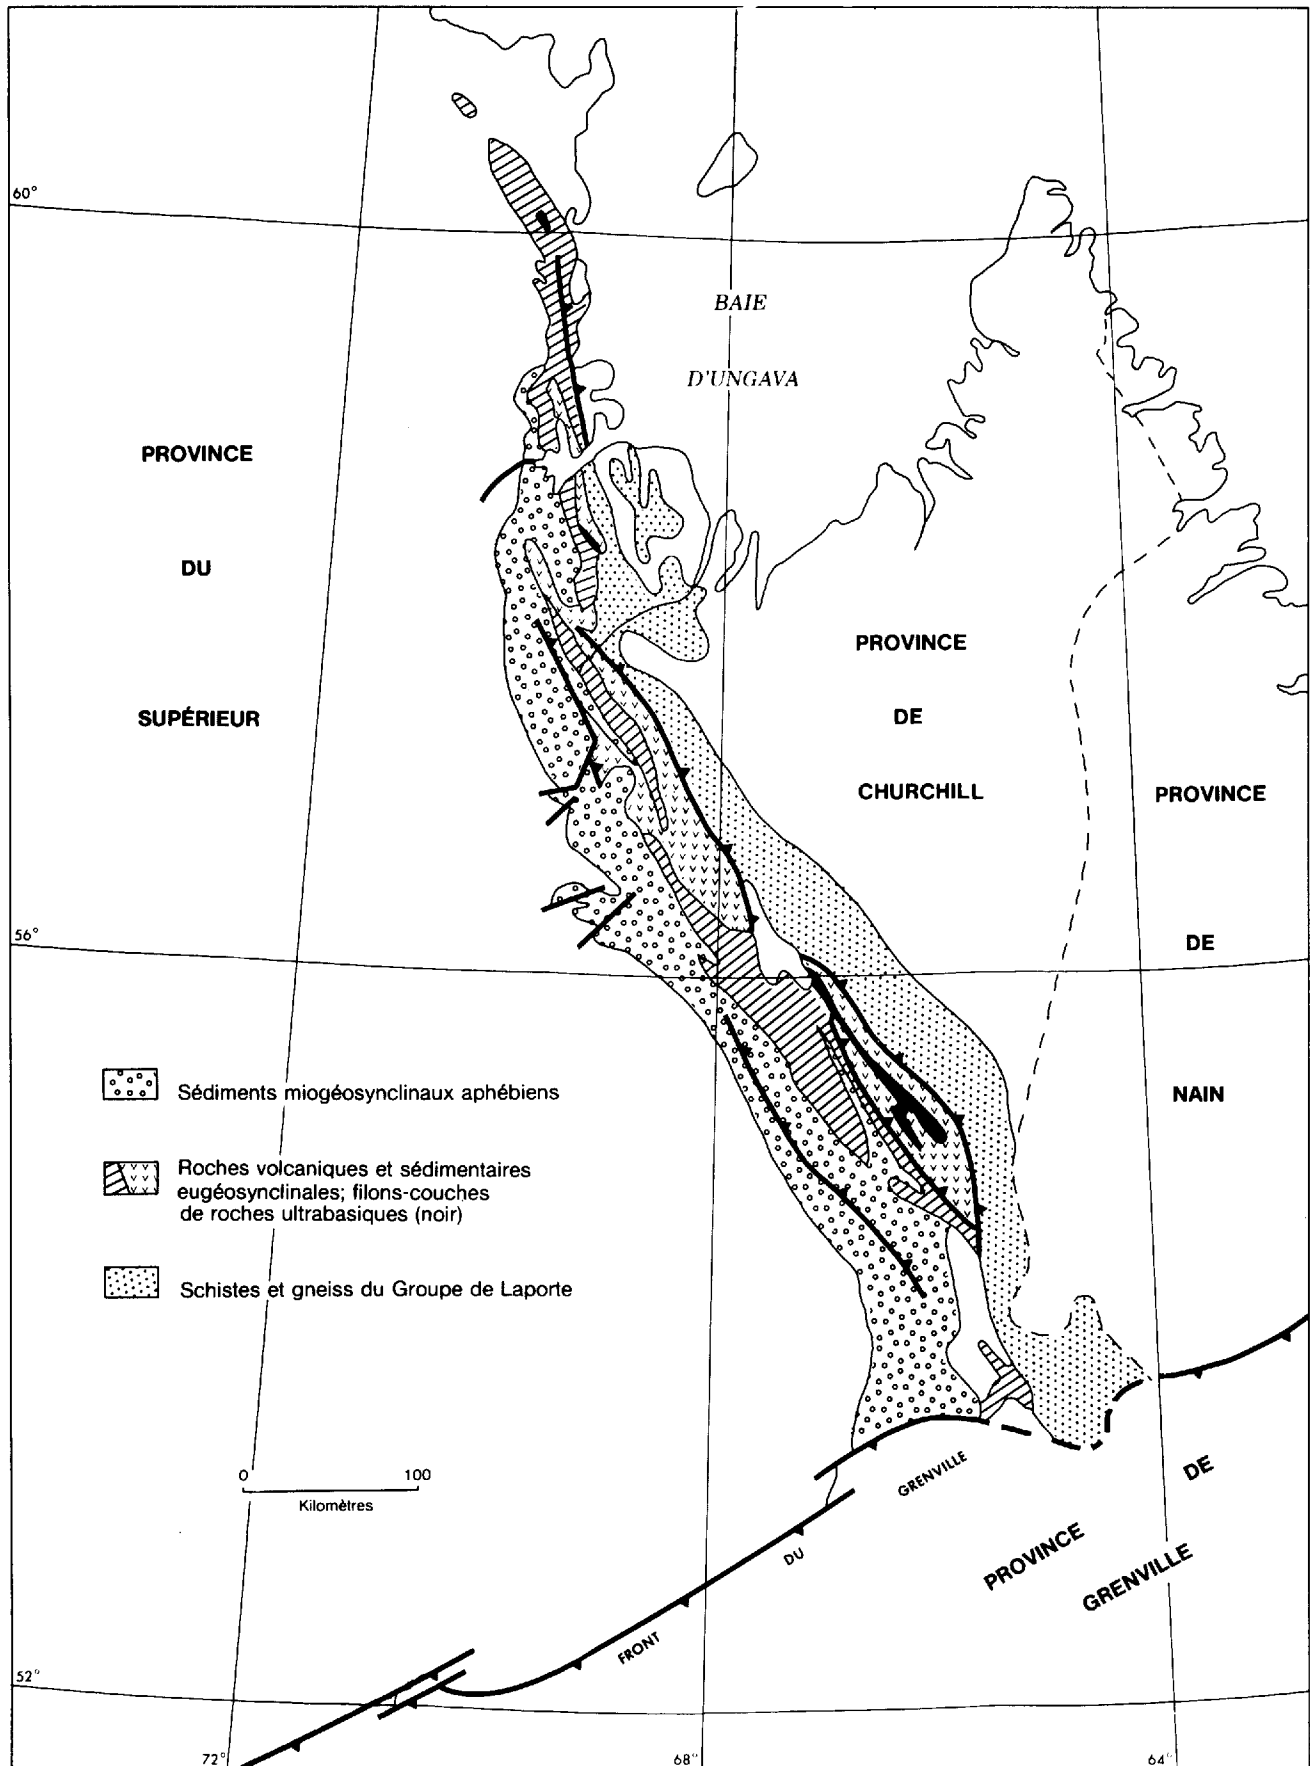 60°
BAIE
D'UNGAVA
PROVINCE
DU
SUPÉRIEUR
PROVINCE
DE
CHURCHILL
PROVINCE
DE
NAIN
56°
Sédiments miogéosynclinaux aphébiens
Roches volcaniques et sédimentaires
eugéosynclinales; filons-couches
de roches ultrabasiques (noir)
Schistes et gneiss du Groupe de Laporte
0 100
Kilomètres
FRONT
DU
GRENVILLE
PROVINCE
DE
GRENVILLE
52°
72°
68°
64°